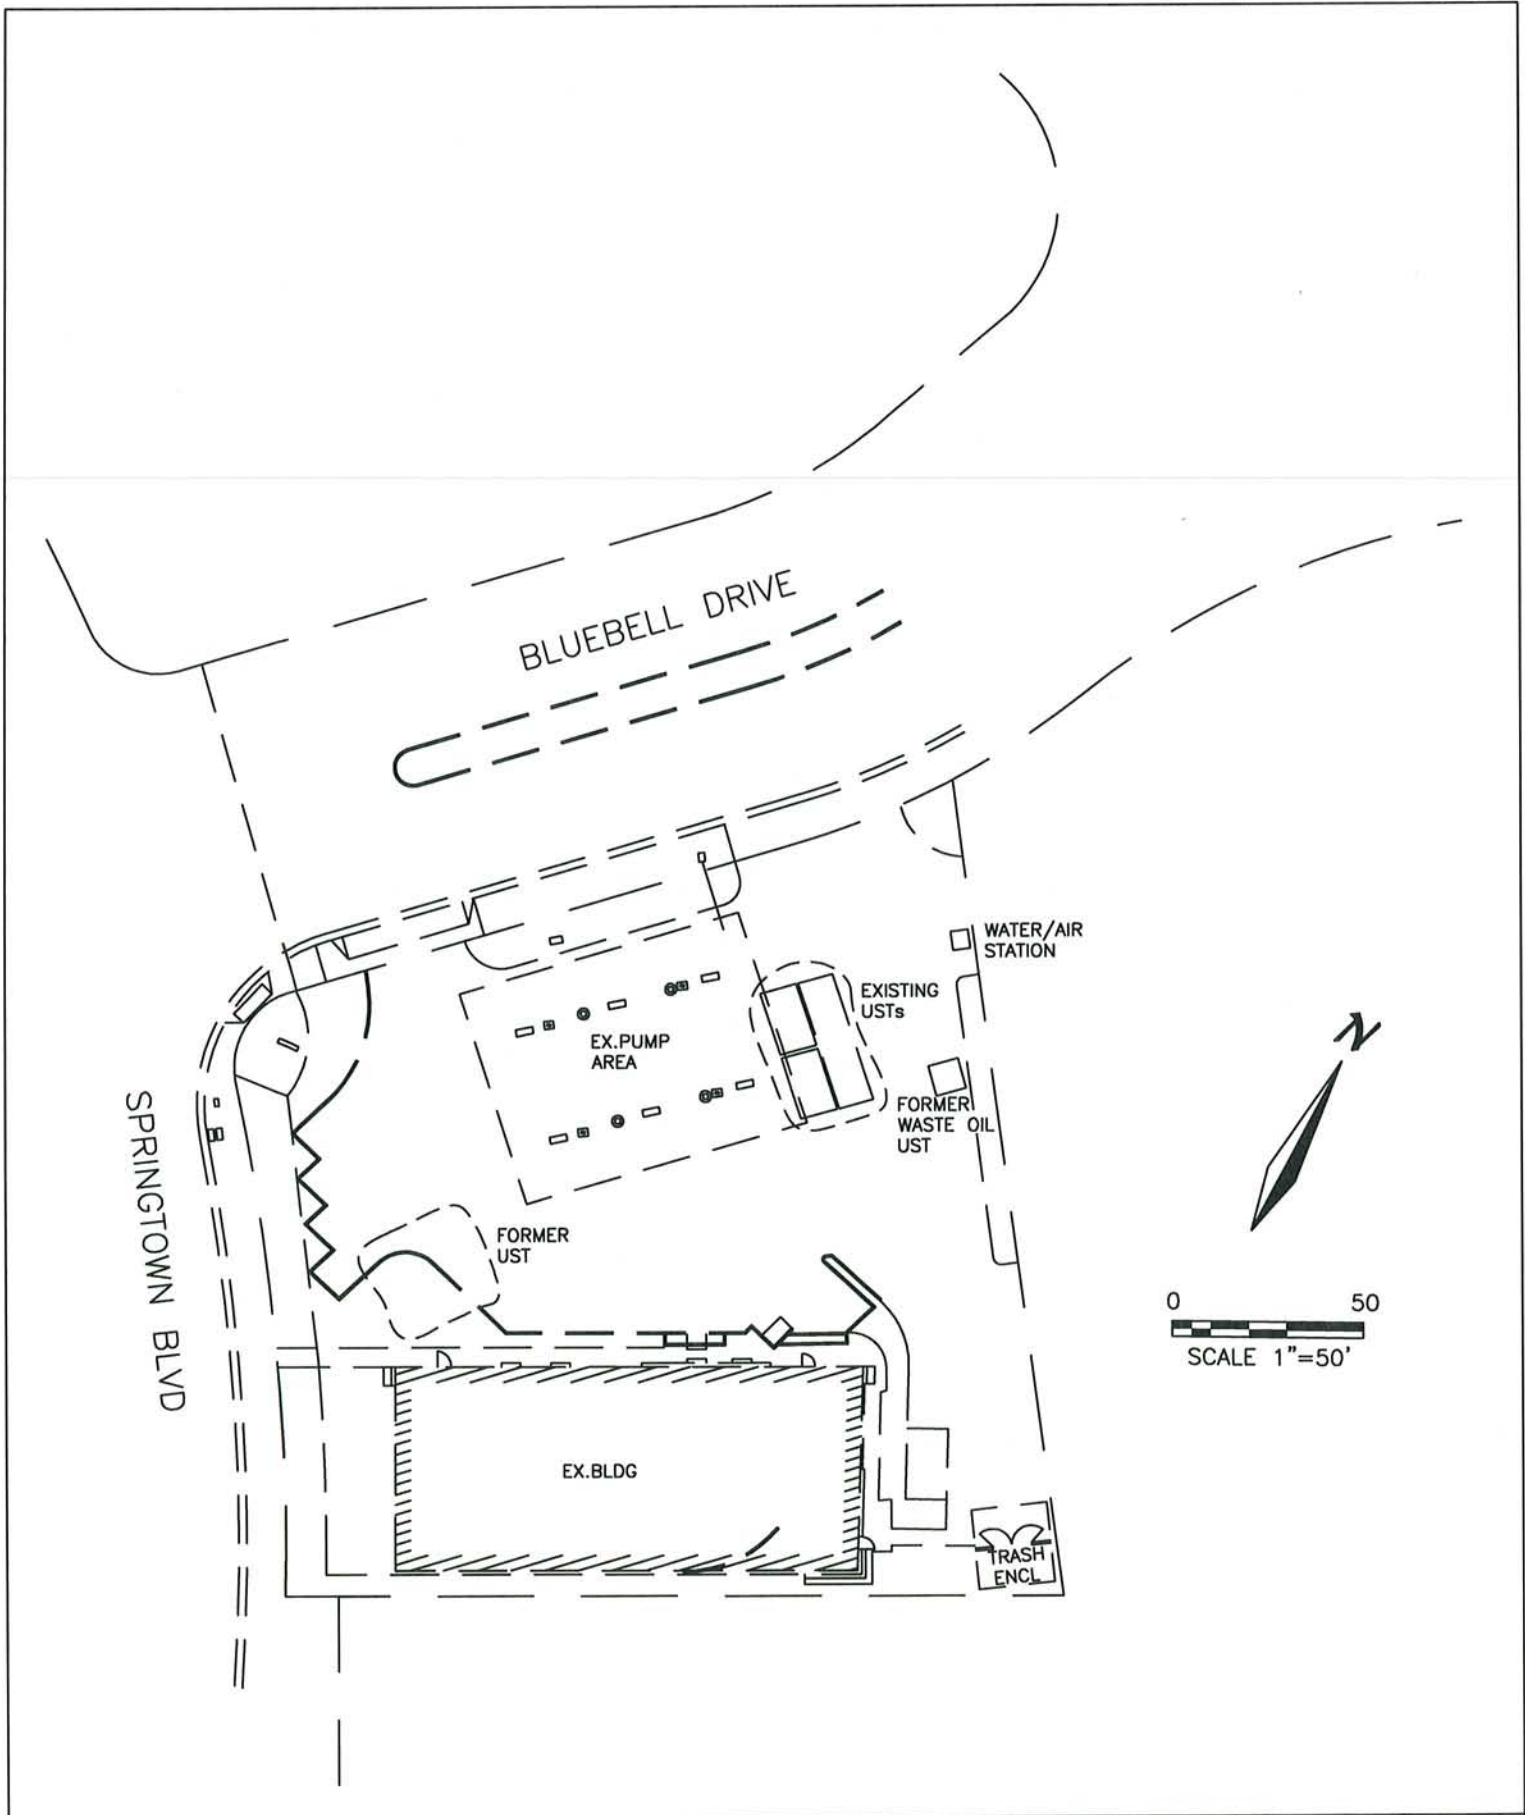 BLUEBELL DRIVE
WATER/AIR
STATION
EXISTING
USTs
EX.PUMP
AREA
FORMER
WASTE OIL
UST
SPRINGTOWN BLVD
FORMER
UST
N
0 50
SCALE 1"=50'
EX.BLDG
TRASH
ENCL